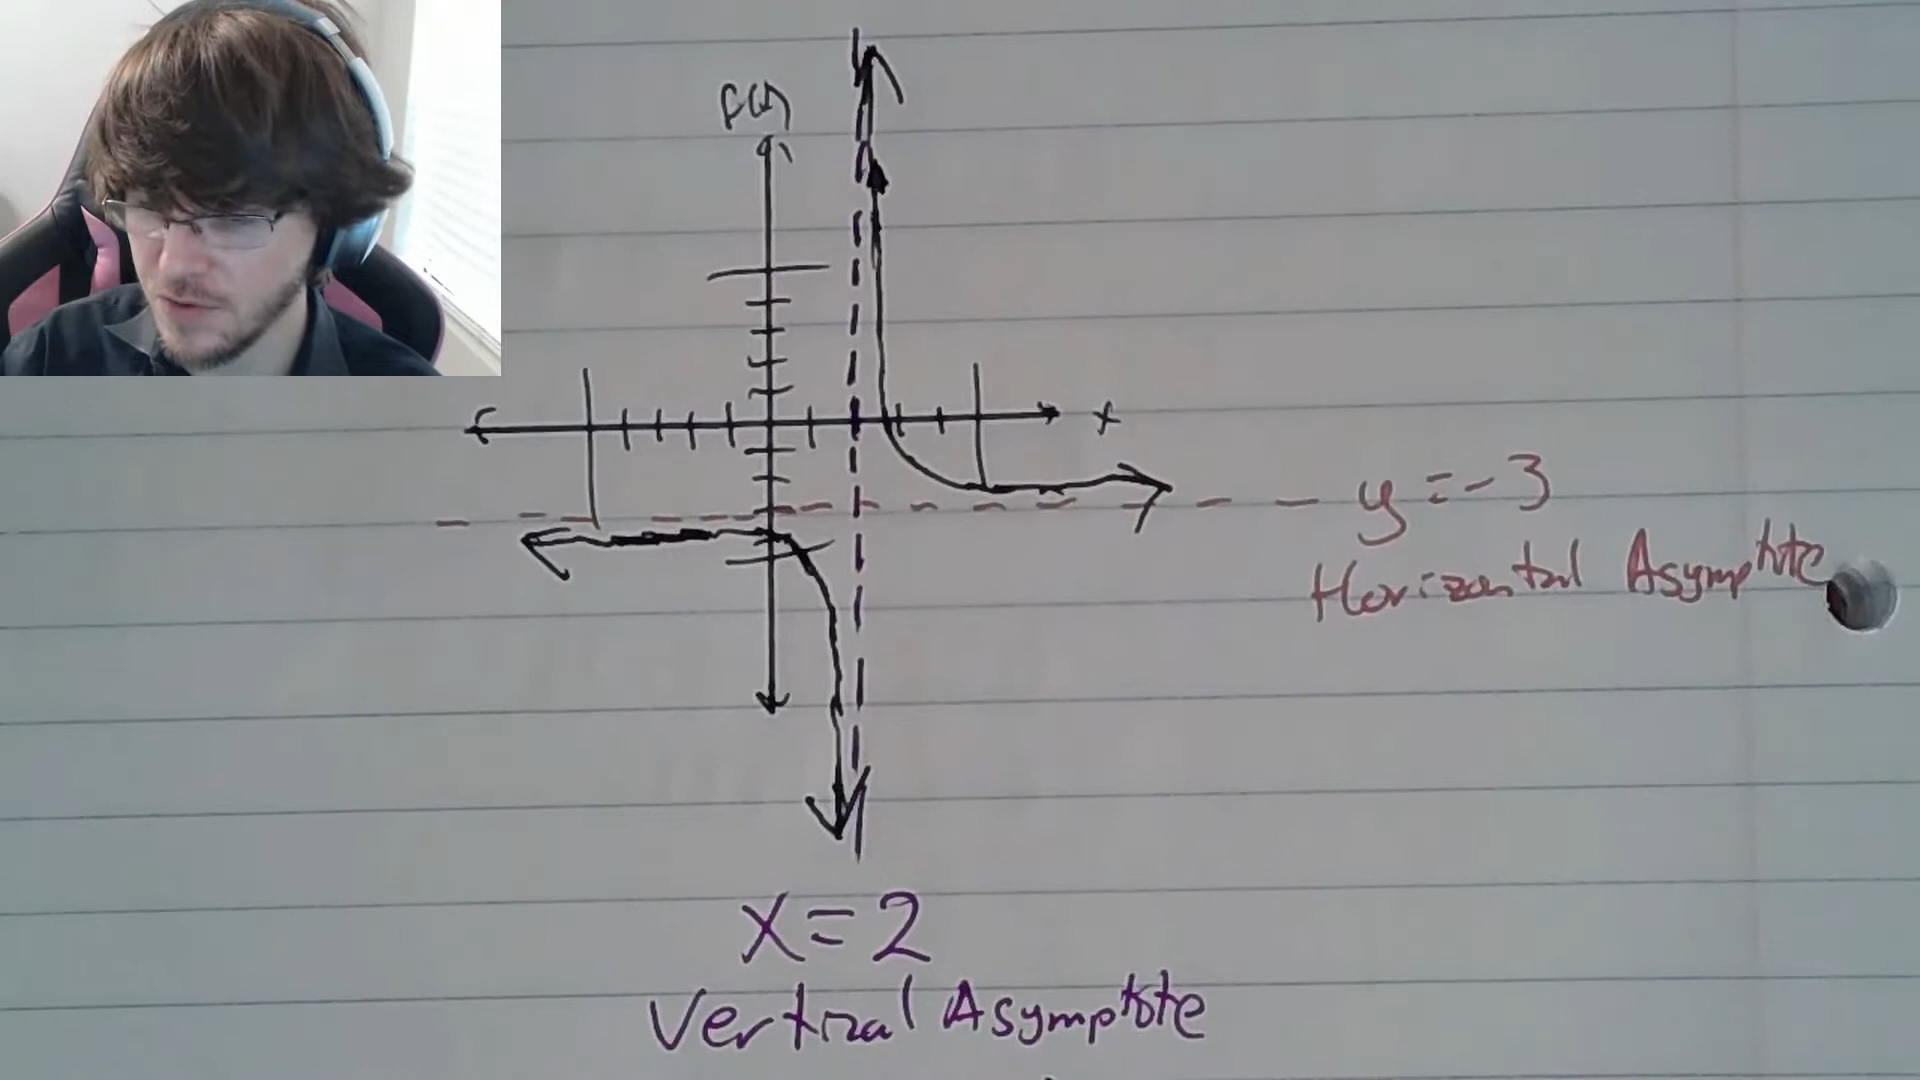 F(x)
x
y = -3
Horizontal Asymptote
x = 2
Vertical Asymptote